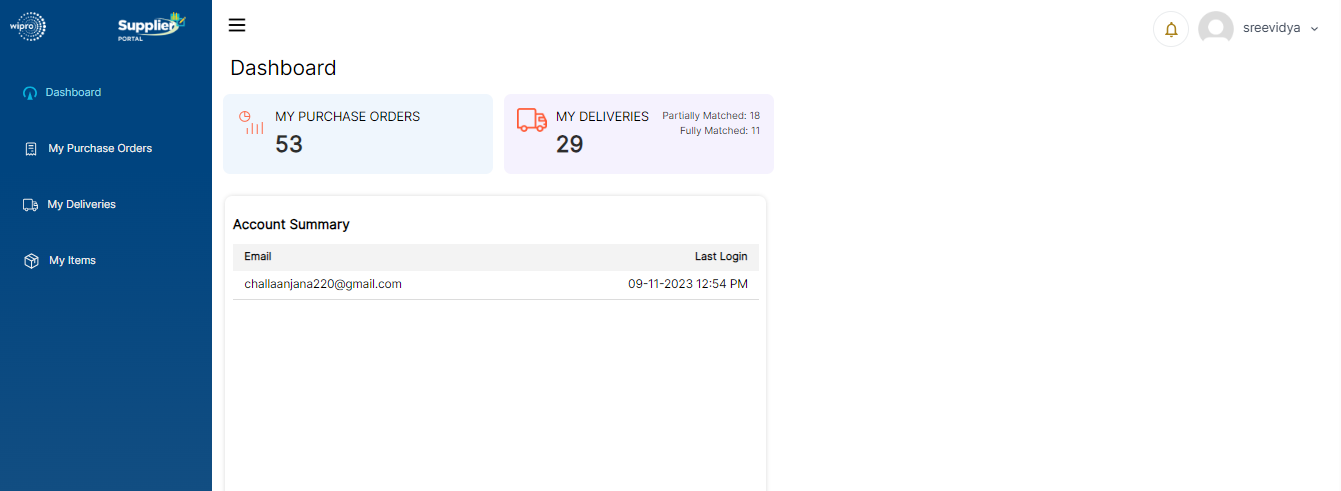 wipro
Supplier
PORTAL
sreevidya
Dashboard
My Purchase Orders
My Deliveries
My Items
Dashboard
MY PURCHASE ORDERS
53
MY DELIVERIES
29
Partially Matched: 18
Fully Matched: 11
Account Summary
Email Last Login
challaanjana220@gmail.com 09-11-2023 12:54 PM